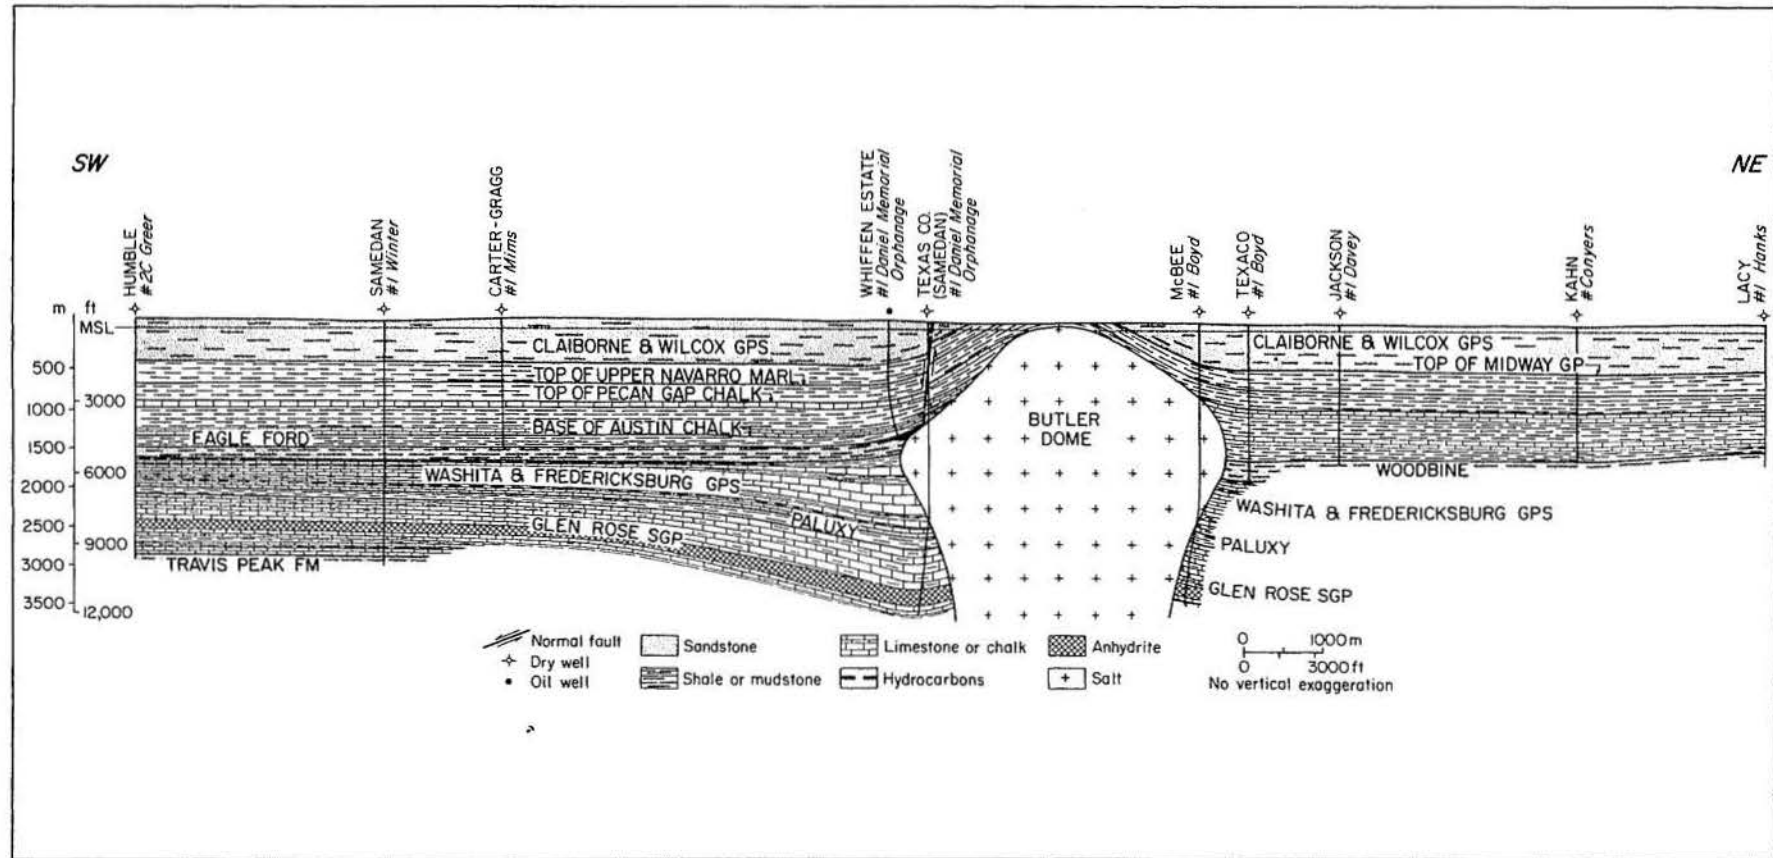 SW
NE
HUMBLE
#2C Greer
SAMEDAN
#1 Winter
CARTER-GRAGG
#1 Mims
WHIFFEN ESTATE
#1 Daniel Memorial
Orphanage
TEXAS CO.
(SAMEDAN)
#1 Daniel Memorial
Orphanage
McBEE
#1 Boyd
TEXACO
#1 Boyd
JACKSON
#1 Davey
KAHN
#Conyers
LACY
#1 Hanks
m ft
MSL
500
1000
3000
1500
6000
2000
2500
9000
3000
3500
12,000
CLAIBORNE & WILCOX GPS
TOP OF UPPER NAVARRO MARL
TOP OF PECAN GAP CHALK
BASE OF AUSTIN CHALK
EAGLE FORD
WASHITA & FREDERICKSBURG GPS
PALUXY
GLEN ROSE SGP
TRAVIS PEAK FM
BUTLER
DOME
CLAIBORNE & WILCOX GPS
TOP OF MIDWAY GP
WOODBINE
WASHITA & FREDERICKSBURG GPS
PALUXY
GLEN ROSE SGP
Normal fault
Dry well
Oil well
Sandstone
Shale or mudstone
Limestone or chalk
Hydrocarbons
Anhydrite
Salt
0 1000 m
0 3000 ft
No vertical exaggeration